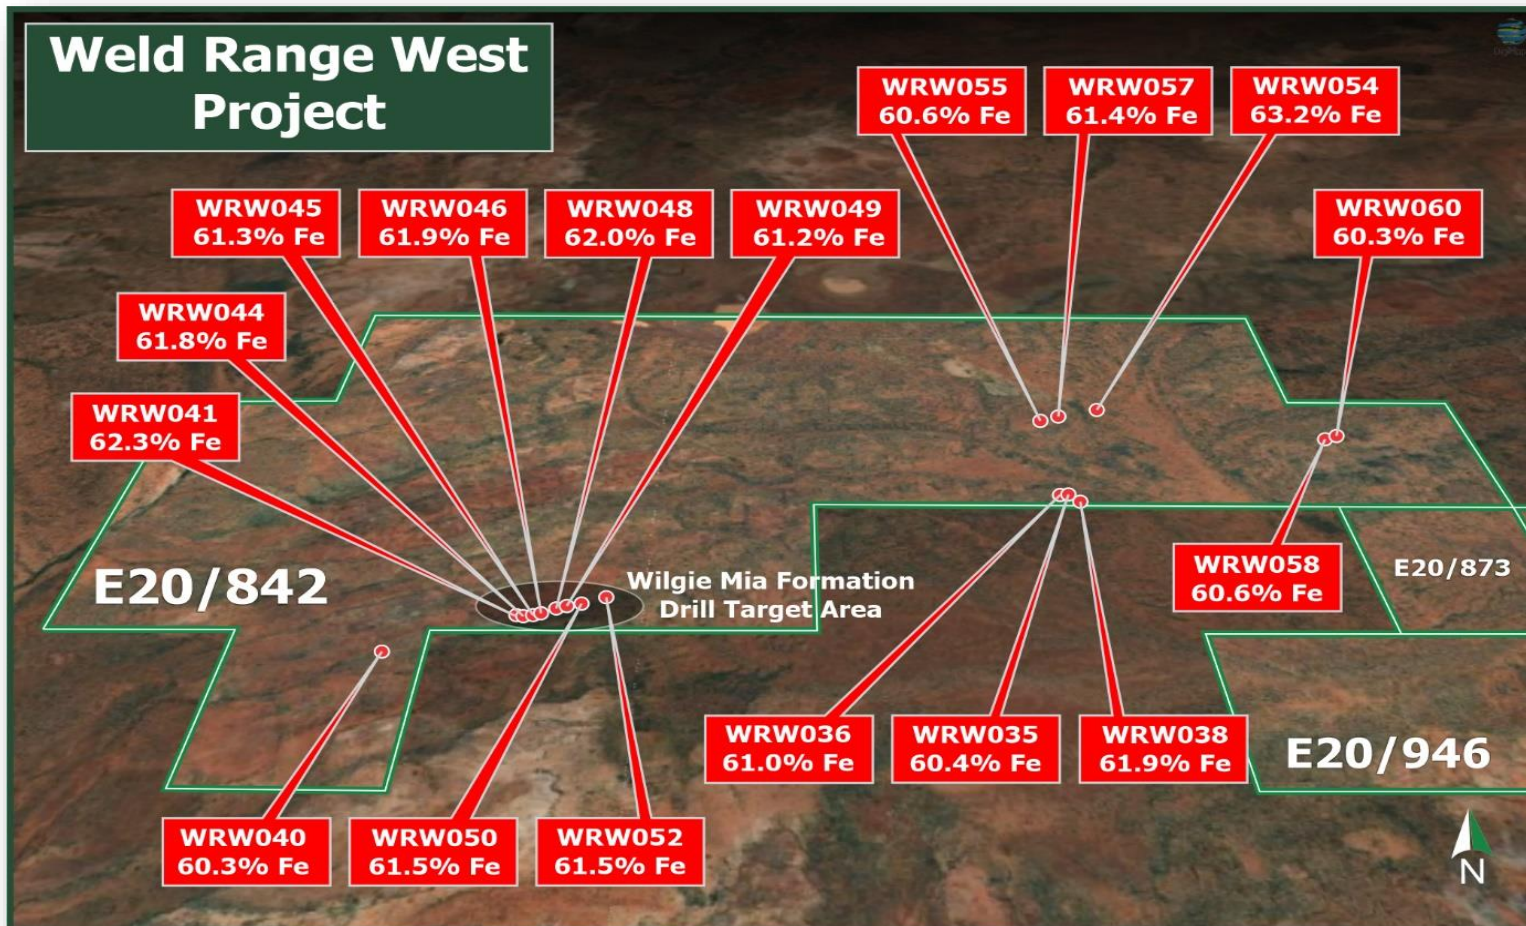 Weld Range West
Project
WRW055
60.6% Fe
WRW057
61.4% Fe
WRW054
63.2% Fe
WRW045
61.3% Fe
WRW046
61.9% Fe
WRW048
62.0% Fe
WRW049
61.2% Fe
WRW060
60.3% Fe
WRW044
61.8% Fe
WRW041
62.3% Fe
E20/842
Wilgie Mia Formation
Drill Target Area
WRW058
60.6% Fe
E20/873
WRW036
61.0% Fe
WRW035
60.4% Fe
WRW038
61.9% Fe
E20/946
WRW040
60.3% Fe
WRW050
61.5% Fe
WRW052
61.5% Fe
N